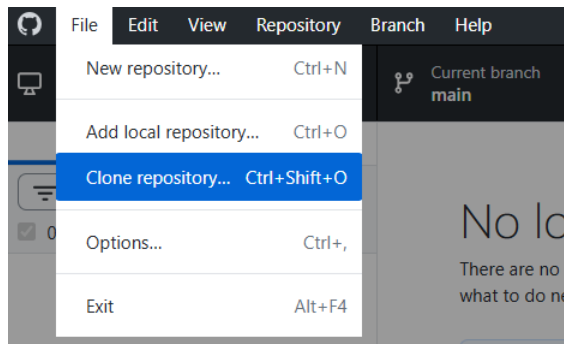 File Edit View Repository Branch Help
New repository... Ctrl+N
Current branch
main
Add local repository... Ctrl+O
Clone repository... Ctrl+Shift+O
0
No lo
Options... Ctrl+,
There are no
what to do ne
Exit Alt+F4